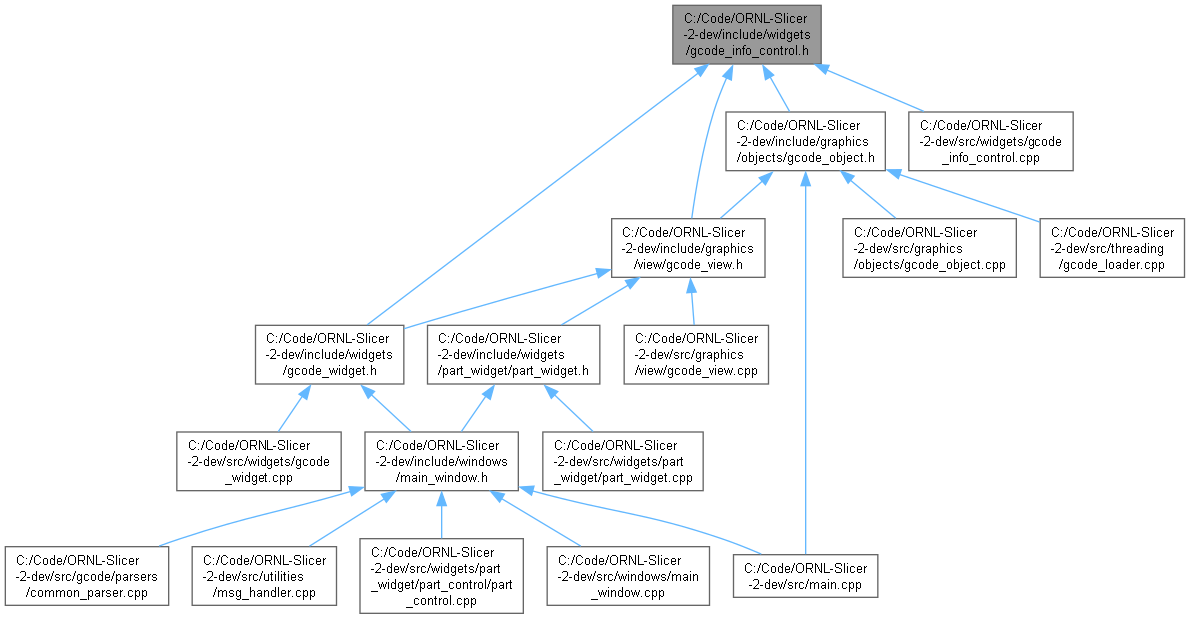 C:/Code/ORNL-Slicer
-2-dev/include/widgets
/gcode_info_control.h
C:/Code/ORNL-Slicer
-2-dev/include/graphics
/objects/gcode_object.h
C:/Code/ORNL-Slicer
-2-dev/src/widgets/gcode
_info_control.cpp
C:/Code/ORNL-Slicer
-2-dev/include/graphics
/view/gcode_view.h
C:/Code/ORNL-Slicer
-2-dev/src/graphics
/objects/gcode_object.cpp
C:/Code/ORNL-Slicer
-2-dev/src/threading
/gcode_loader.cpp
C:/Code/ORNL-Slicer
-2-dev/include/widgets
/gcode_widget.h
C:/Code/ORNL-Slicer
-2-dev/include/widgets
/part_widget/part_widget.h
C:/Code/ORNL-Slicer
-2-dev/src/graphics
/view/gcode_view.cpp
C:/Code/ORNL-Slicer
-2-dev/src/widgets/gcode
_widget.cpp
C:/Code/ORNL-Slicer
-2-dev/include/windows
/main_window.h
C:/Code/ORNL-Slicer
-2-dev/src/widgets/part
_widget/part_widget.cpp
C:/Code/ORNL-Slicer
-2-dev/src/gcode/parsers
/common_parser.cpp
C:/Code/ORNL-Slicer
-2-dev/src/utilities
/msg_handler.cpp
C:/Code/ORNL-Slicer
-2-dev/src/widgets/part
_widget/part_control/part
_control.cpp
C:/Code/ORNL-Slicer
-2-dev/src/windows/main
_window.cpp
C:/Code/ORNL-Slicer
-2-dev/src/main.cpp